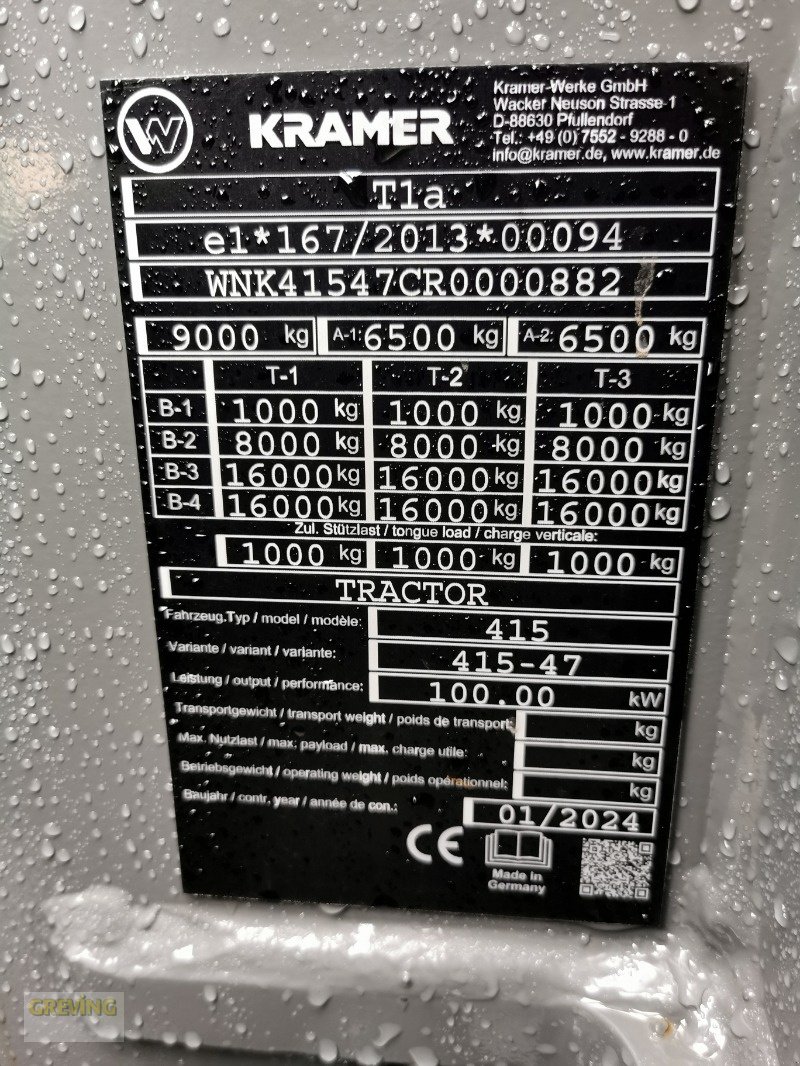 KRAMER
Kramer-Werke GmbH
Wacker Neuson Strasse 1
D-88630 Pfullendorf
Tel.: +49 (0) 7552 - 9288 - 0
info@kramer.de, www.kramer.de
T1a
e1*167/2013*00094
WNK41547CR0000882
9000 kg A-1: 6500 kg A-2: 6500 kg
T-1 T-2 T-3
B-1 1000 kg 1000 kg 1000 kg
B-2 8000 kg 8000 kg 8000 kg
B-3 16000 kg 16000 kg 16000 kg
B-4 16000 kg 16000 kg 16000 kg
Zul. Stützlast / tongue load / charge verticale:
1000 kg 1000 kg 1000 kg
TRACTOR
Fahrzeug.Typ / model / modèle: 415
Variante / variant / variante: 415-47
Leistung / output / performance: 100.00 kW
Transportgewicht / transport weight / poids de transport: kg
Max. Nutzlast / max. payload / max. charge utile: kg
Betriebsgewicht / operating weight / poids opérationnel: kg
Baujahr / contr. year / année de con.: 01/2024
CE
Made In
Germany
GREVING